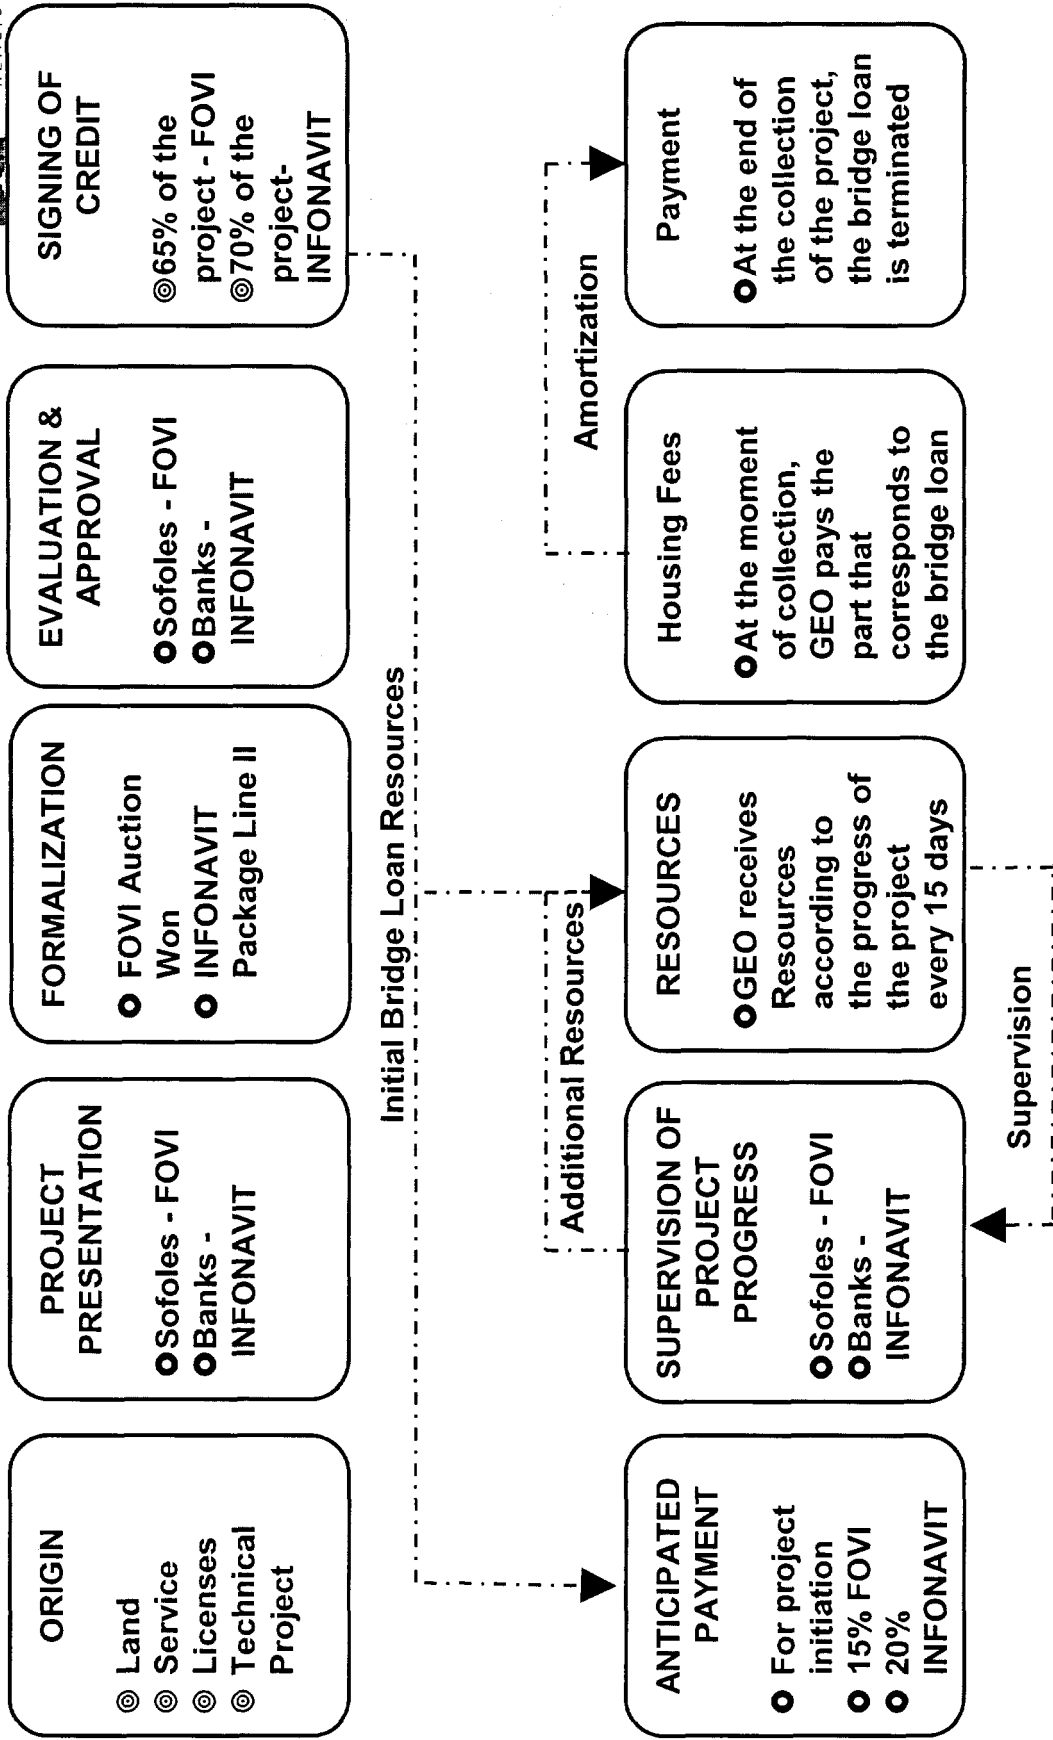 ORIGIN
◎ Land
◎ Service
◎ Licenses
◎ Technical
Project
PROJECT
PRESENTATION
○Sofoles - FOVI
○Banks -
INFONAVIT
FORMALIZATION
○ FOVI Auction
Won
○ INFONAVIT
Package Line II
EVALUATION &
APPROVAL
○Sofoles - FOVI
○Banks -
INFONAVIT
SIGNING OF
CREDIT
◎65% of the
project - FOVI
◎70% of the
project-
INFONAVIT
Initial Bridge Loan Resources
Additional Resources
Amortization
ANTICIPATED
PAYMENT
○ For project
initiation
○ 15% FOVI
○ 20%
INFONAVIT
SUPERVISION OF
PROJECT
PROGRESS
○Sofoles - FOVI
○Banks -
INFONAVIT
RESOURCES
○GEO receives
Resources
according to
the progress of
the project
every 15 days
Housing Fees
○At the moment
of collection,
GEO pays the
part that
corresponds to
the bridge loan
Payment
○At the end of
the collection
of the project,
the bridge loan
is terminated
Supervision